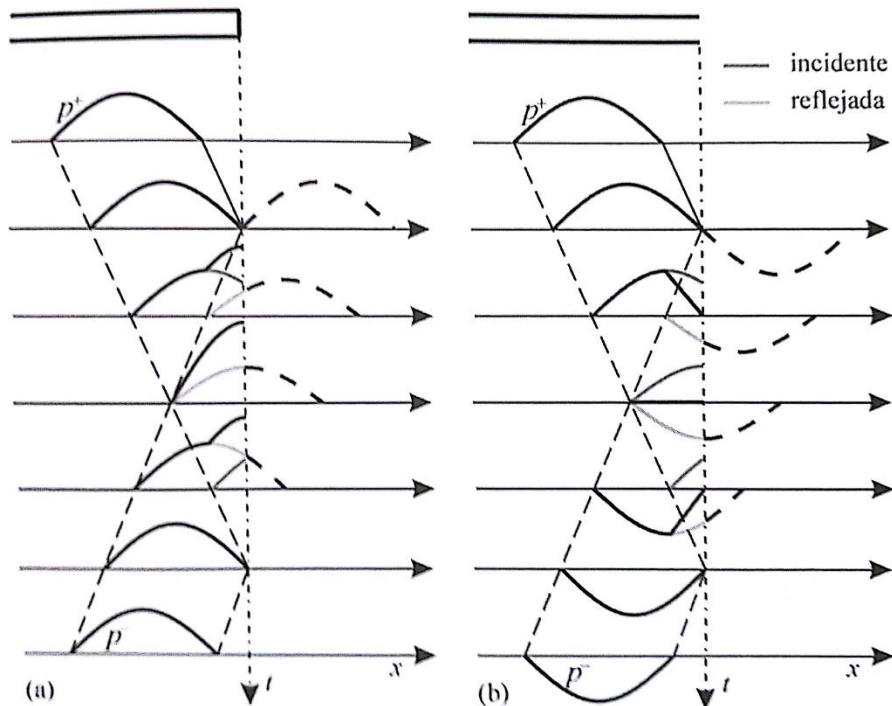 incidente
reflejada
p⁺
p⁺
p⁻
x
(a)
t
p⁻
x
(b)
t